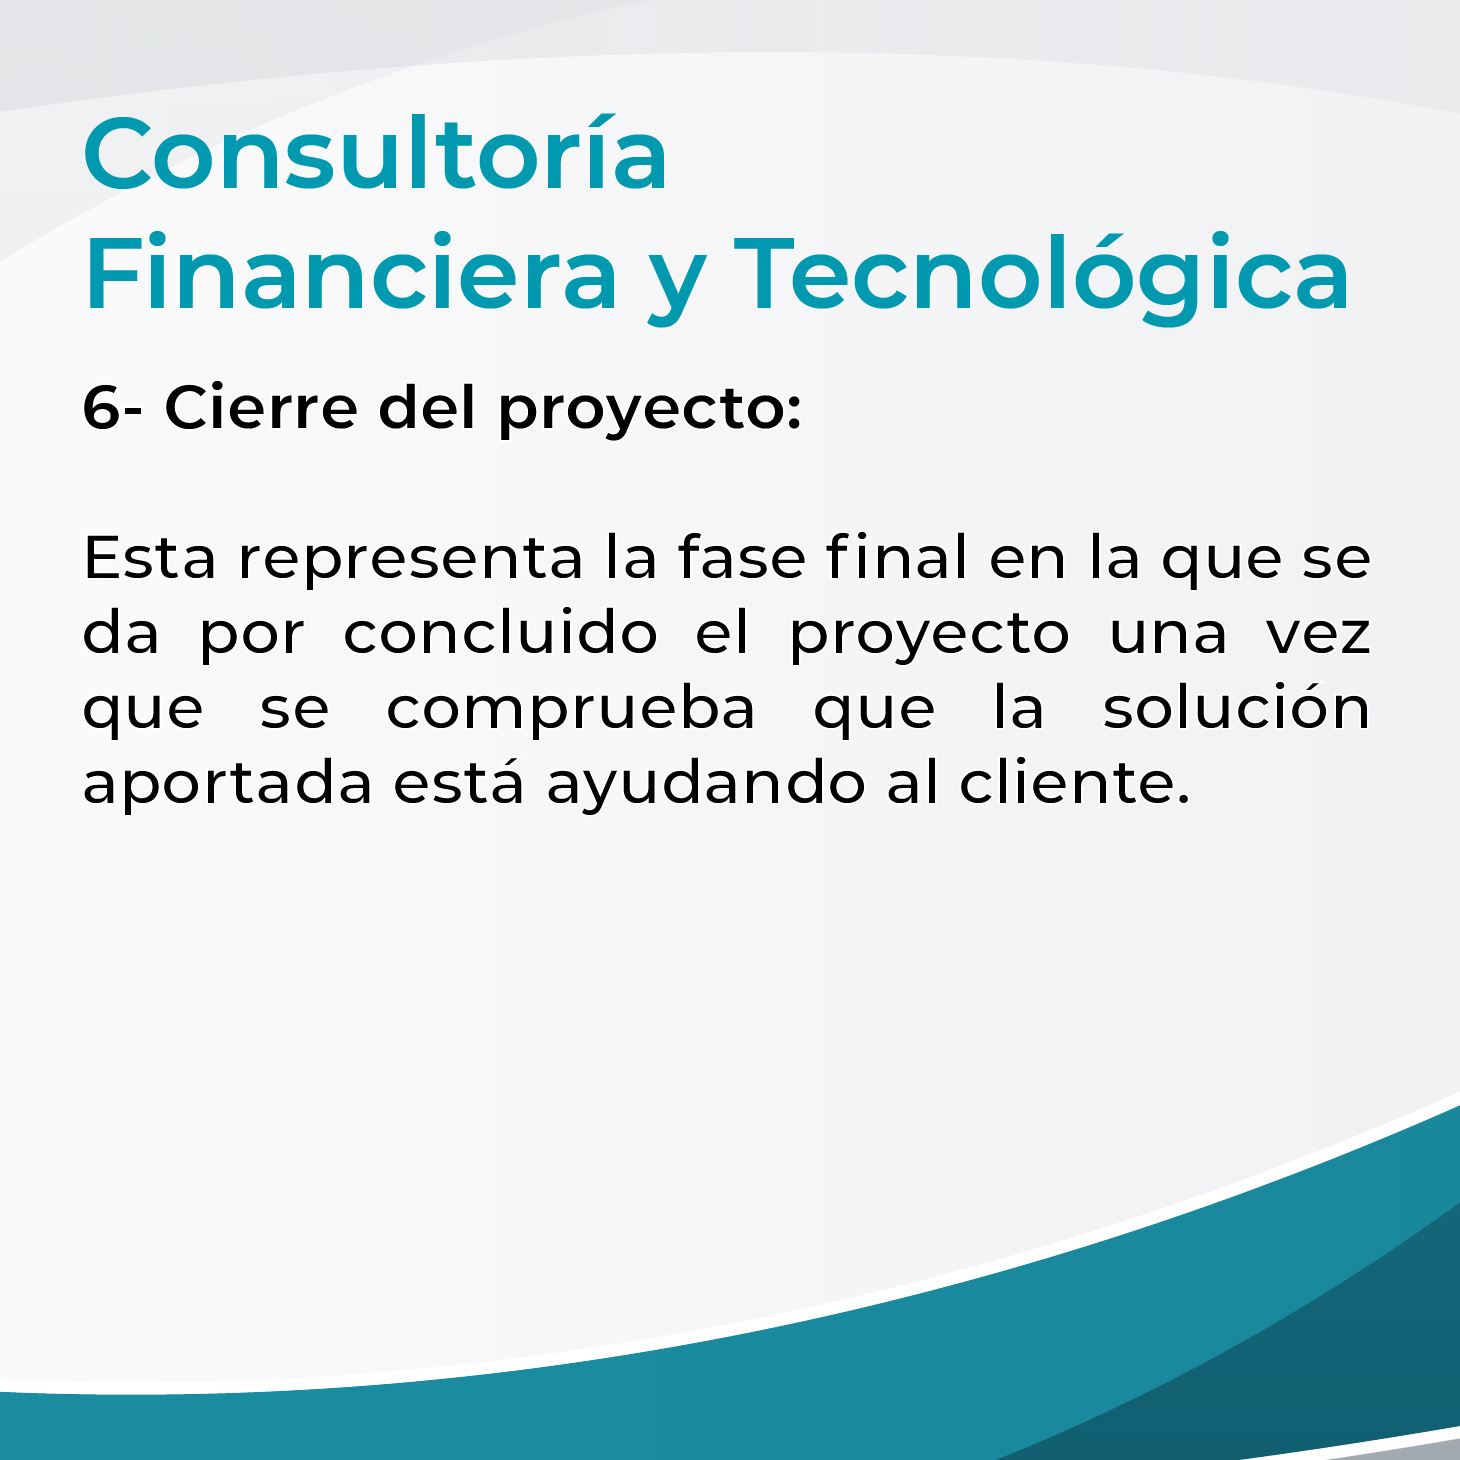 Consultoría
Financiera y Tecnológica
6- Cierre del proyecto:
Esta representa la fase final en la que se
da por concluido el proyecto una vez
que se comprueba que la solución
aportada está ayudando al cliente.